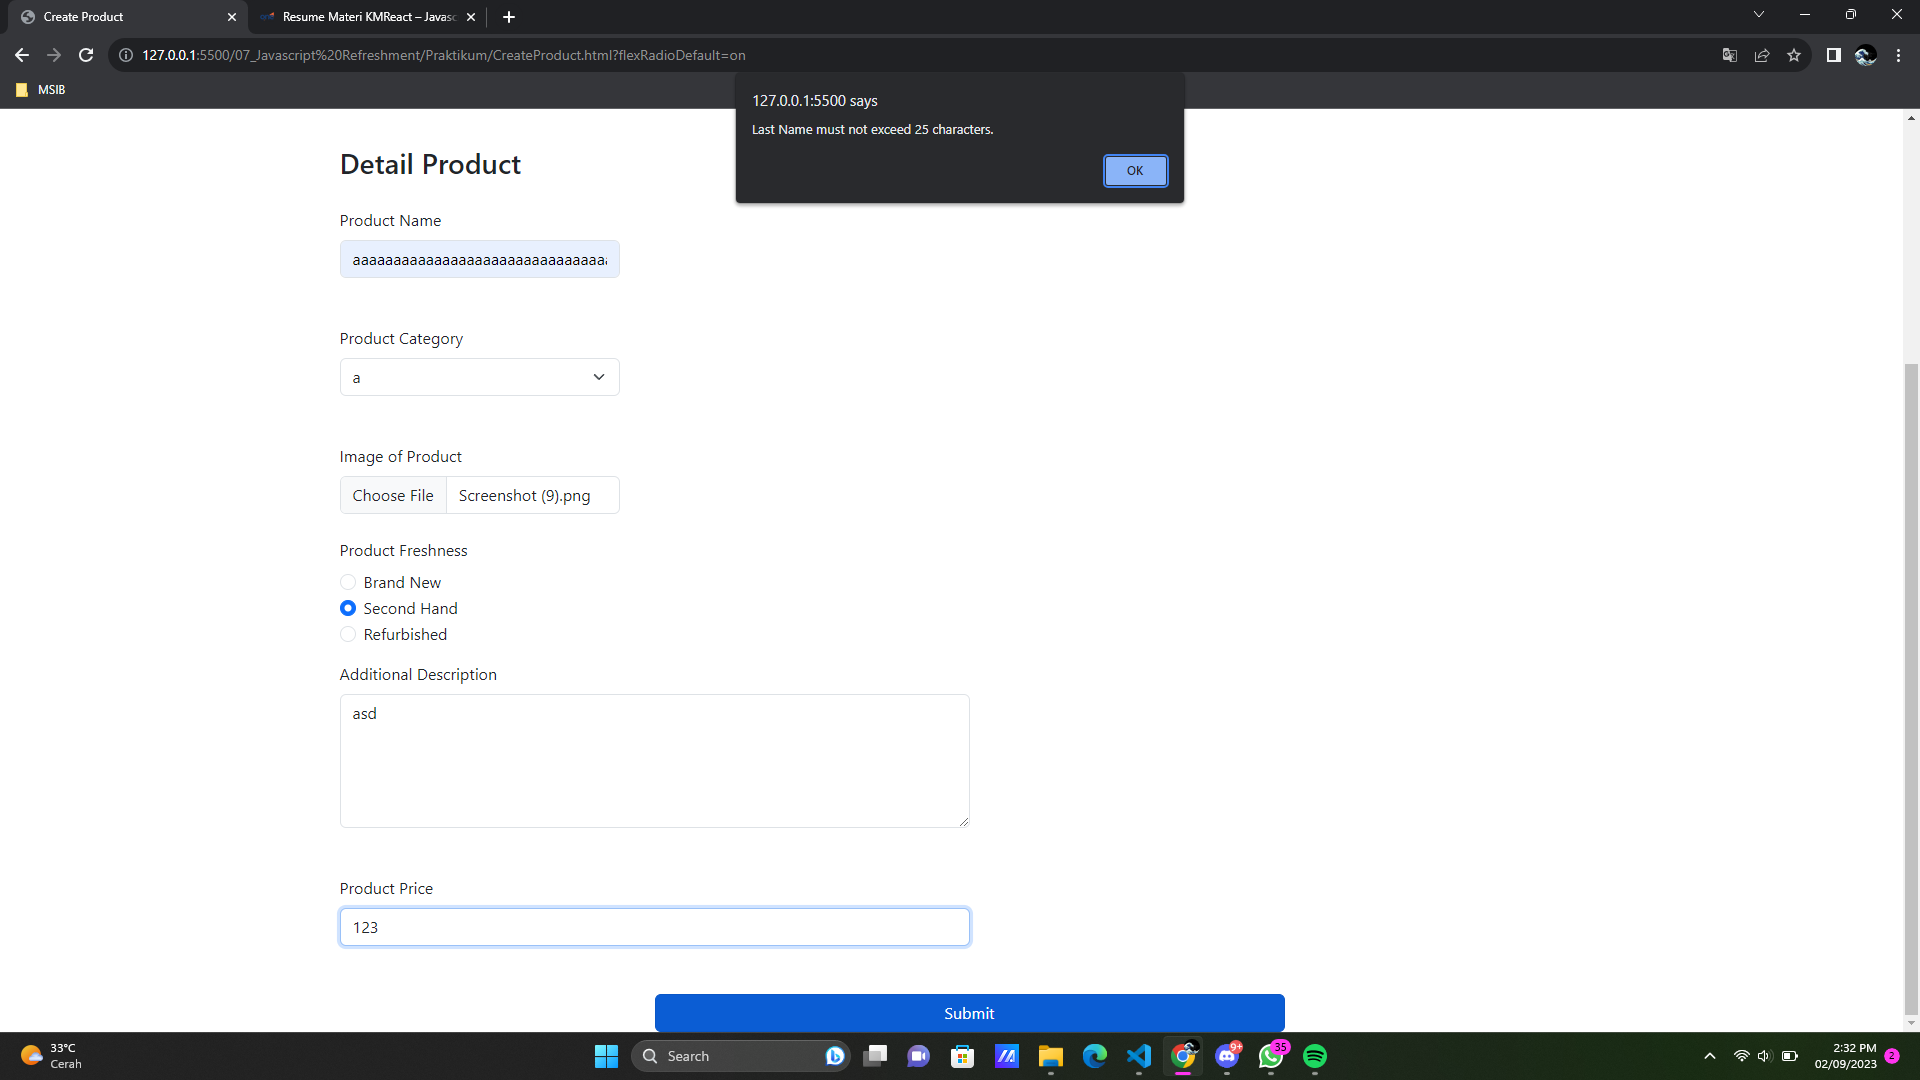 Create Product
Resume Materi KMReact – Javasc
127.0.0.1:5500/07_Javascript%20Refreshment/Praktikum/CreateProduct.html?flexRadioDefault=on
MSIB
127.0.0.1:5500 says
Last Name must not exceed 25 characters.
OK
Detail Product
Product Name
Product Category
a
Image of Product
Choose File
Screenshot (9).png
Product Freshness
Brand New
Second Hand
Refurbished
Additional Description
asd
Product Price
123
Submit
33°C
Cerah
Search
9+
35
2:32 PM
02/09/2023
2